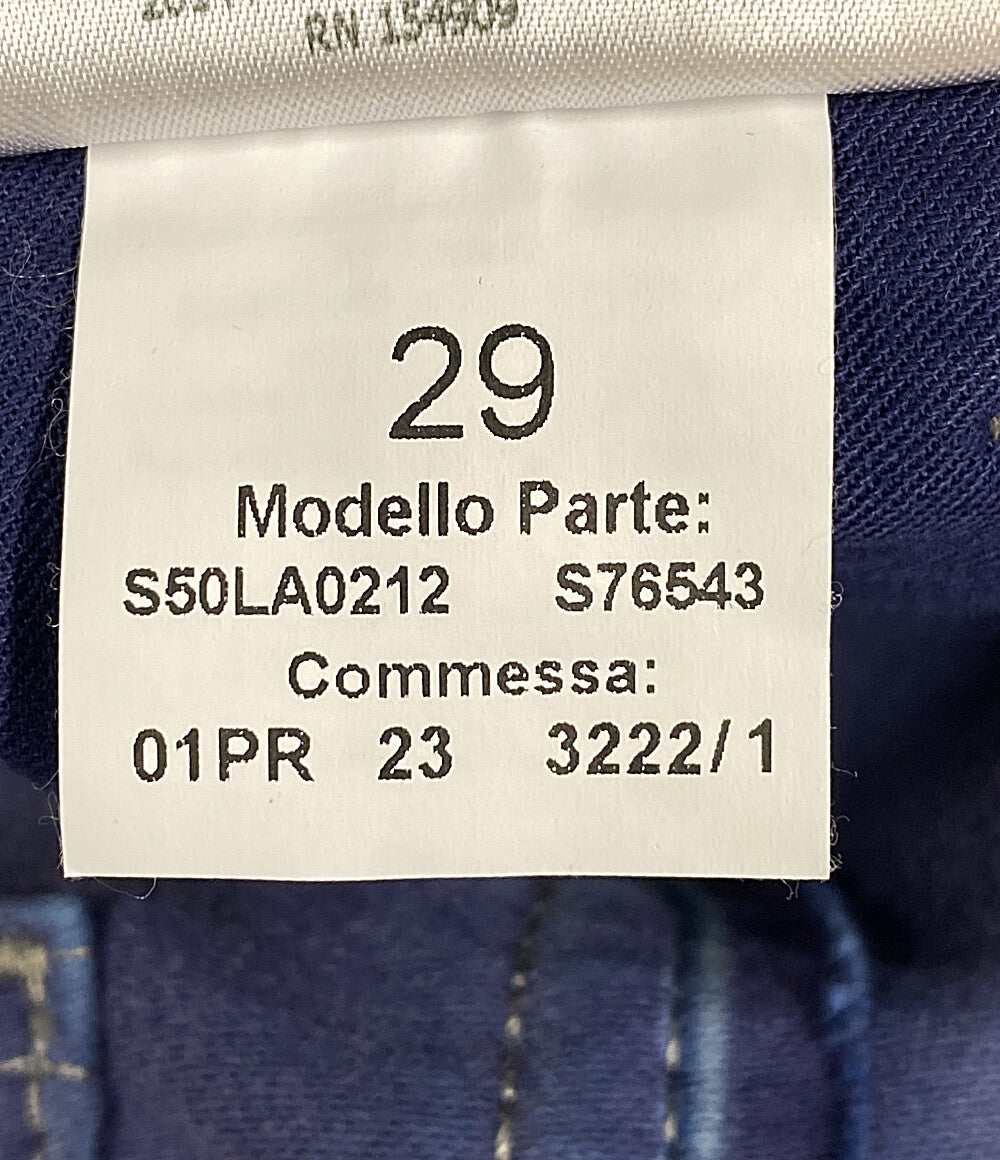 RN 154909
29
Modello Parte:
S50LA0212 S76543
Commessa:
01PR 23 3222/1